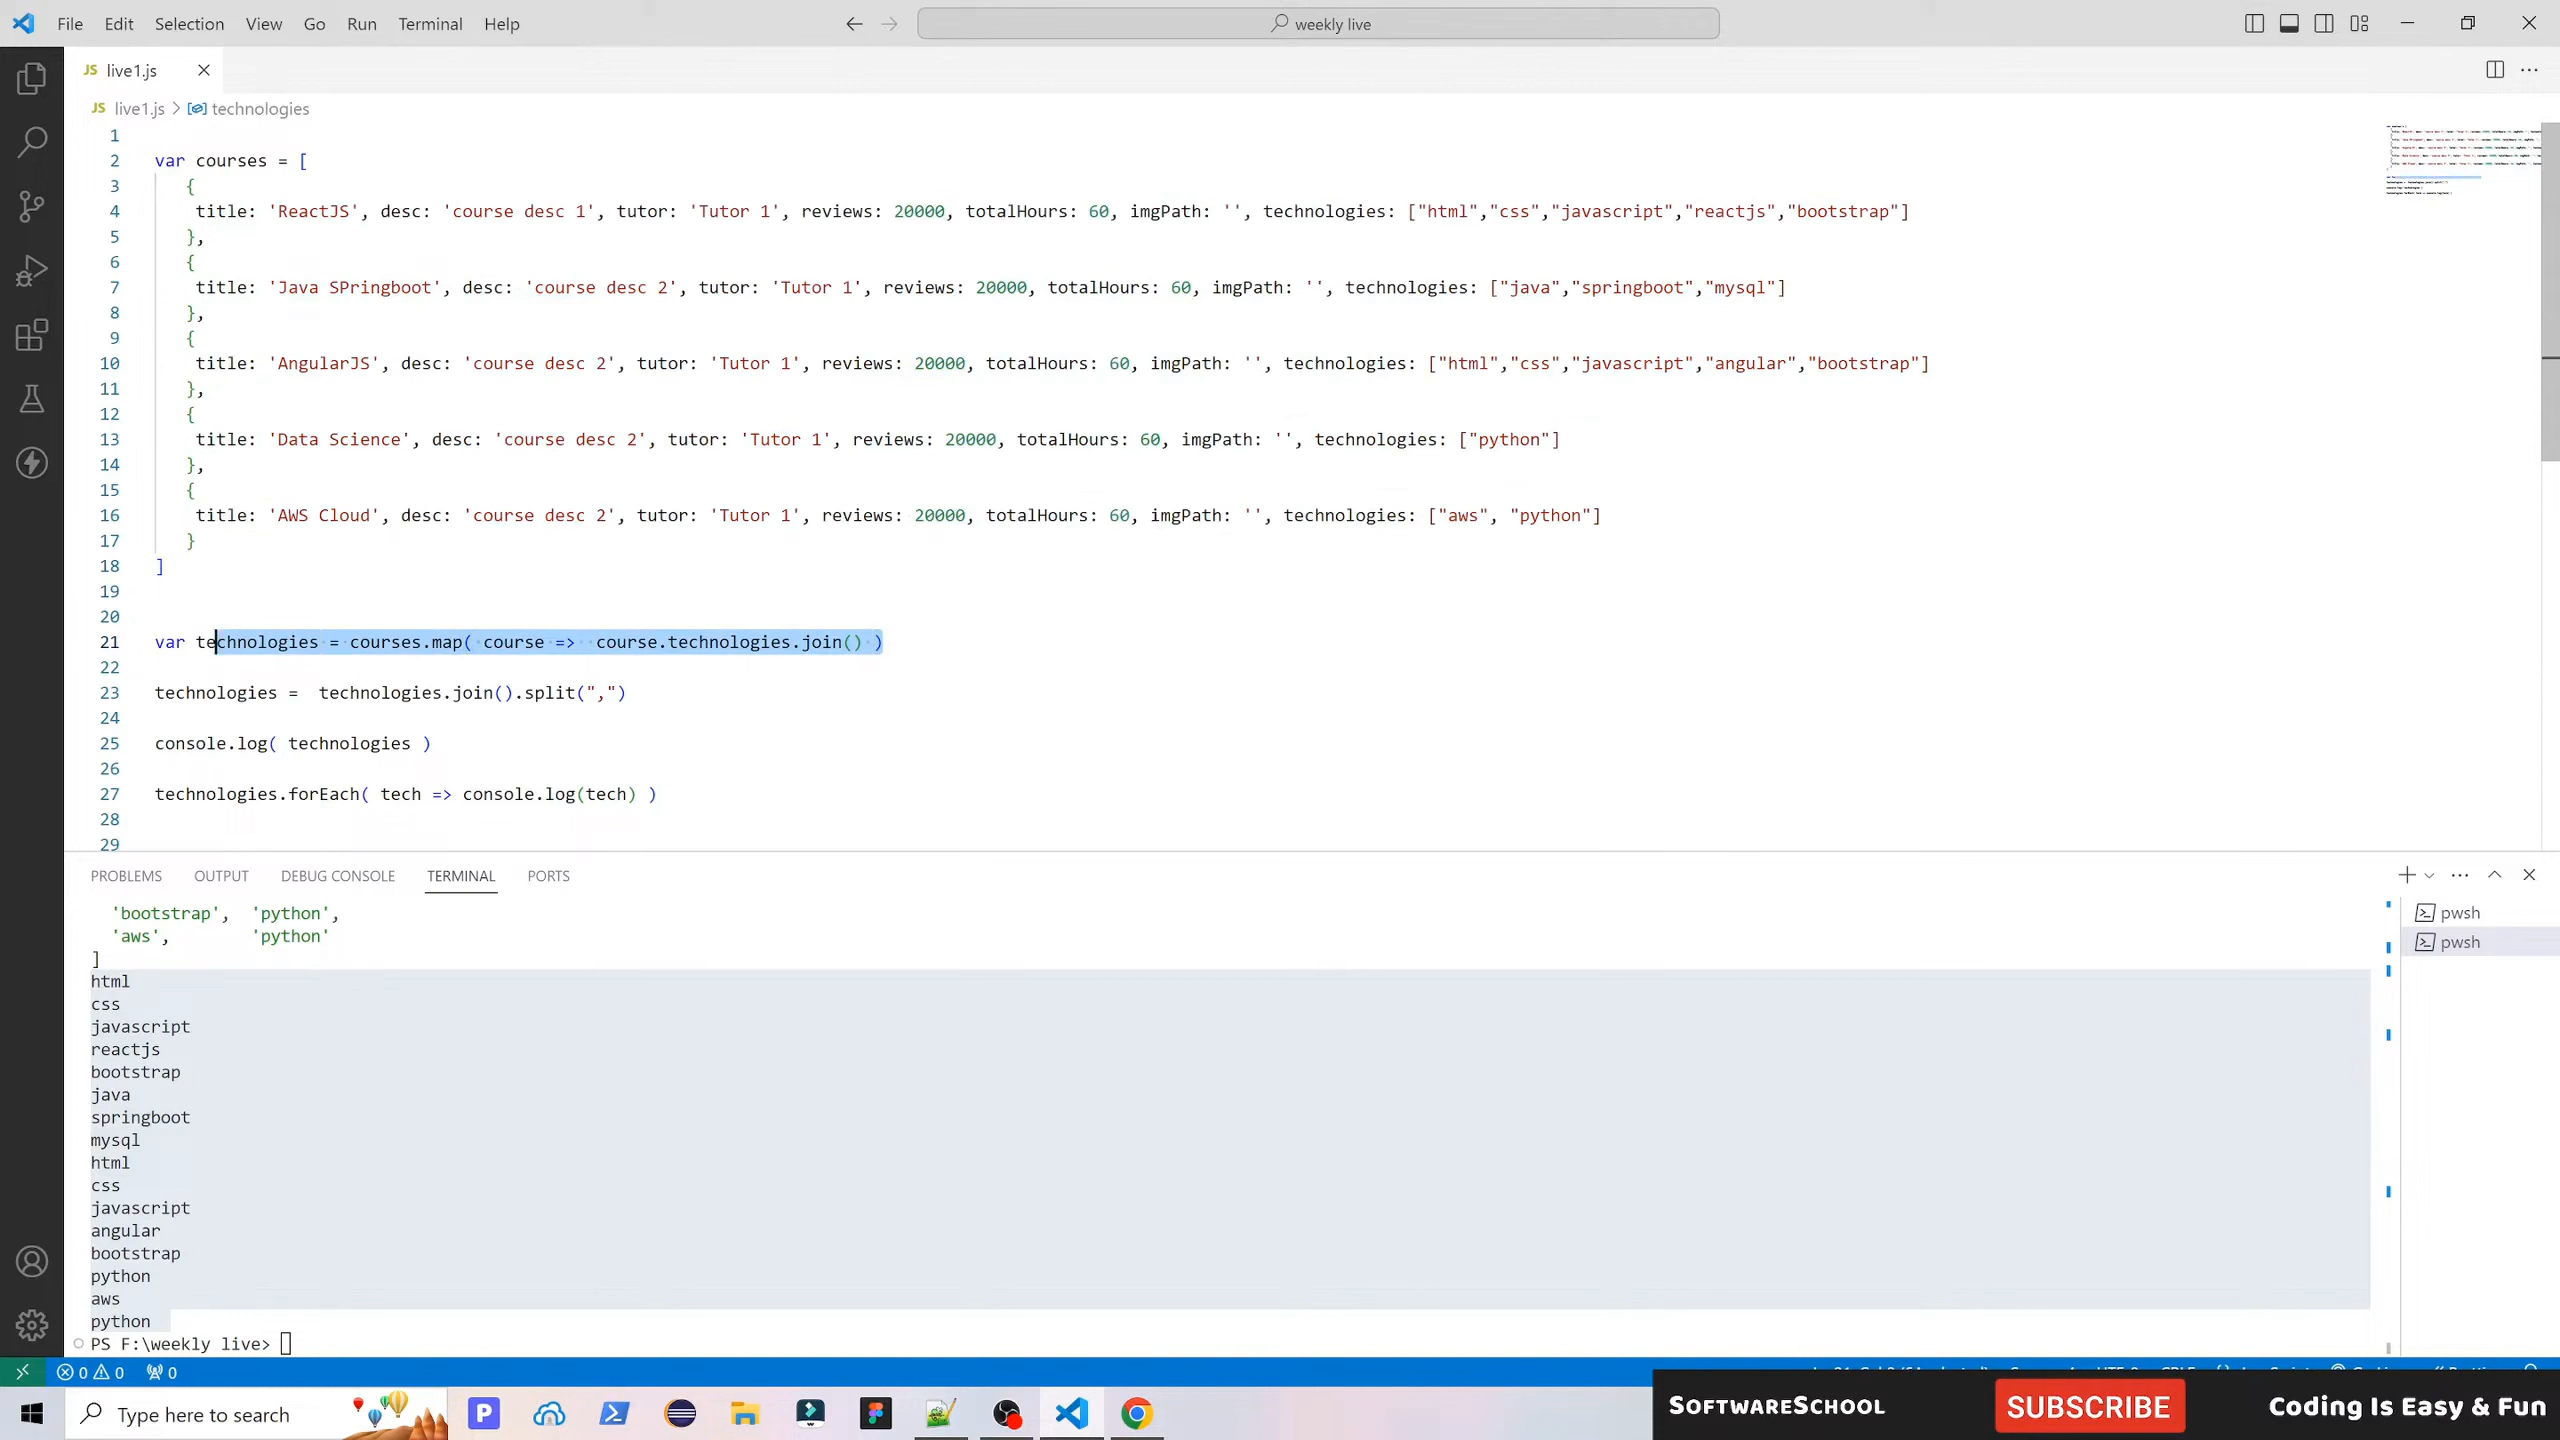 File Edit Selection View Go Run Terminal Help
weekly live
JS live1.js
JS live1.js > technologies
1
2 var courses = [
3 {
4 title: 'ReactJS', desc: 'course desc 1', tutor: 'Tutor 1', reviews: 20000, totalHours: 60, imgPath: '', technologies: ["html","css","javascript","reactjs","bootstrap"]
5 },
6 {
7 title: 'Java SPringboot', desc: 'course desc 2', tutor: 'Tutor 1', reviews: 20000, totalHours: 60, imgPath: '', technologies: ["java","springboot","mysql"]
8 },
9 {
10 title: 'AngularJS', desc: 'course desc 2', tutor: 'Tutor 1', reviews: 20000, totalHours: 60, imgPath: '', technologies: ["html","css","javascript","angular","bootstrap"]
11 },
12 {
13 title: 'Data Science', desc: 'course desc 2', tutor: 'Tutor 1', reviews: 20000, totalHours: 60, imgPath: '', technologies: ["python"]
14 },
15 {
16 title: 'AWS Cloud', desc: 'course desc 2', tutor: 'Tutor 1', reviews: 20000, totalHours: 60, imgPath: '', technologies: ["aws", "python"]
17 }
18 ]
19
20
21 var technologies = courses.map( course => course.technologies.join() )
22
23 technologies = technologies.join().split(",")
24
25 console.log( technologies )
26
27 technologies.forEach( tech => console.log(tech) )
28
29
PROBLEMS OUTPUT DEBUG CONSOLE TERMINAL PORTS
'bootstrap', 'python',
'aws', 'python'
]
html
css
javascript
reactjs
bootstrap
java
springboot
mysql
html
css
javascript
angular
bootstrap
python
aws
python
PS F:\weekly live>
pwsh
pwsh
0 0 0
Type here to search
SOFTWARESCHOOL SUBSCRIBE Coding Is Easy & Fun